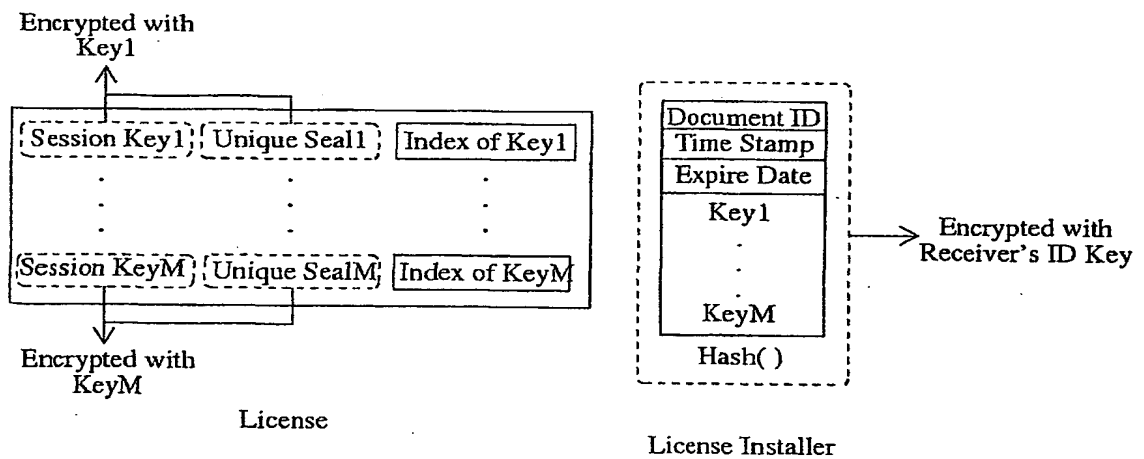 Encrypted with
Key1
Session Key1 Unique Seal1 Index of Key1
Session KeyM Unique SealM Index of KeyM
Encrypted with
KeyM
License
Document ID
Time Stamp
Expire Date
Key1
KeyM
Hash( )
Encrypted with
Receiver's ID Key
License Installer